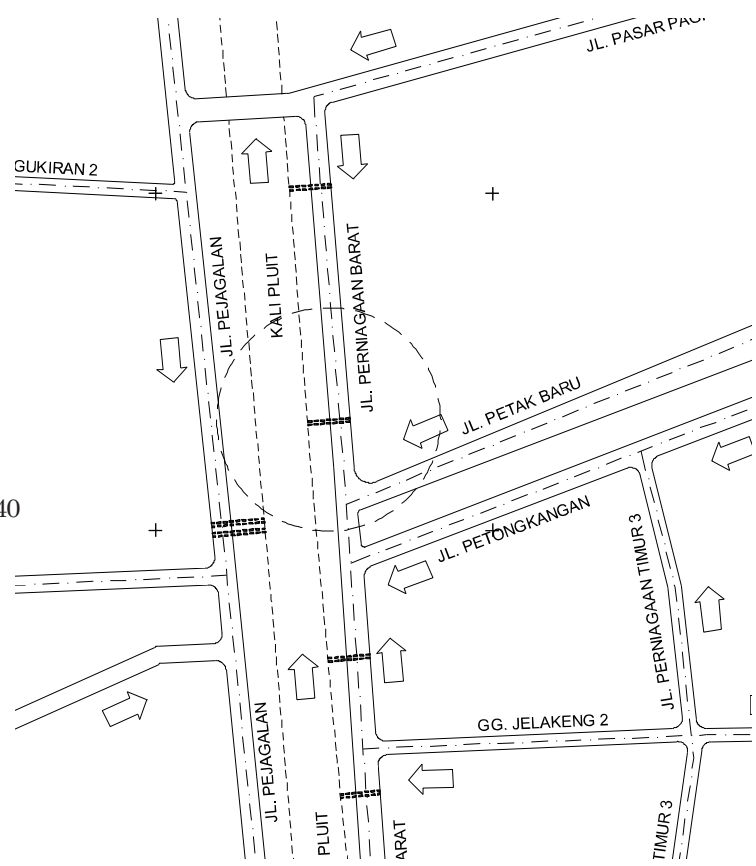 JL. PASAR PAGI
GUKIRAN 2
JL. PEJAGALAN
KALI PLUIT
JL. PERNIAGAAN BARAT
JL. PETAK BARU
40
JL. PETONGKANGAN
JL. PERNIAGAAN TIMUR 3
JL. PEJAGALAN
GG. JELAKENG 2
PLUIT
ARAT
TIMUR 3